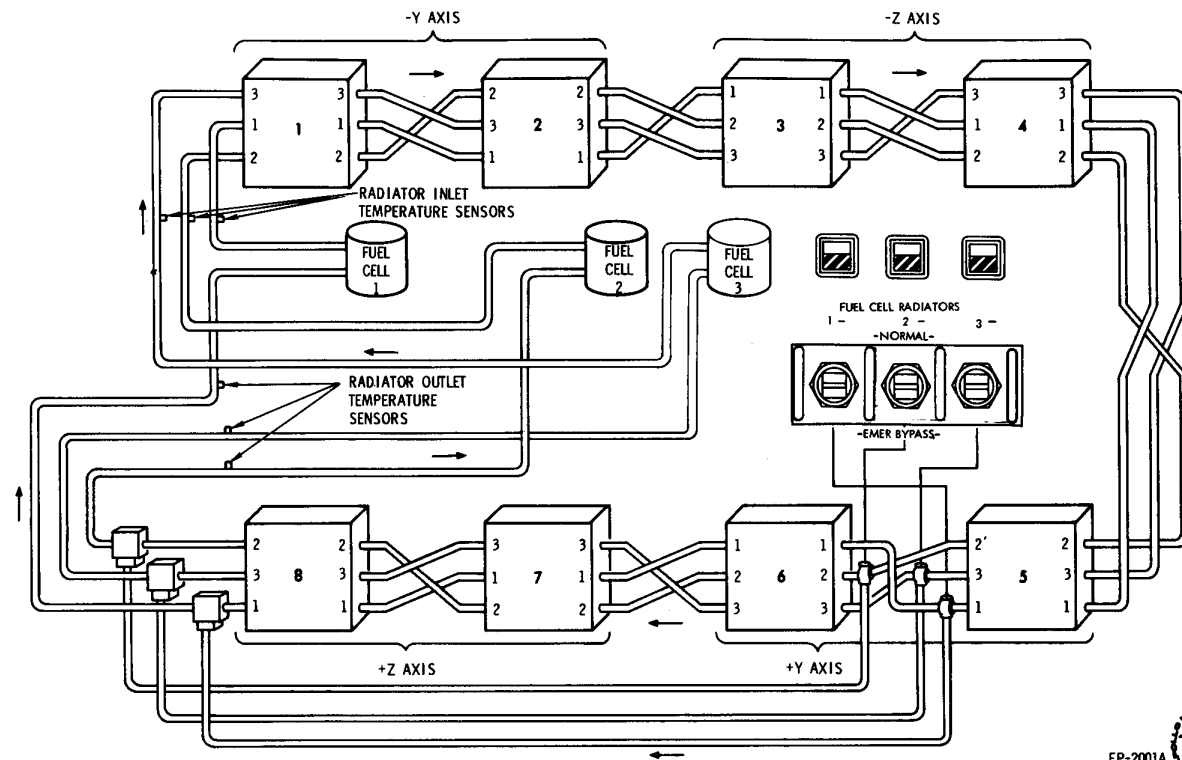 -Y AXIS
-Z AXIS
3 3 2 2 1 1 3 3
1 1 1 2 3 3 3 2 2 4 1 1
2 2 1 1 3 3 2 2
RADIATOR INLET
TEMPERATURE SENSORS
FUEL
CELL
1
FUEL
CELL
2
FUEL
CELL
3
FUEL CELL RADIATORS
1 - 2 - 3 -
-NORMAL-
-EMER BYPASS-
RADIATOR OUTLET
TEMPERATURE
SENSORS
2 2 3 3 1 1 2' 2
3 8 3 1 7 1 2 6 2 3 5 3
1 1 2 2 3 3 1 1
+Z AXIS
+Y AXIS
EP-2001A